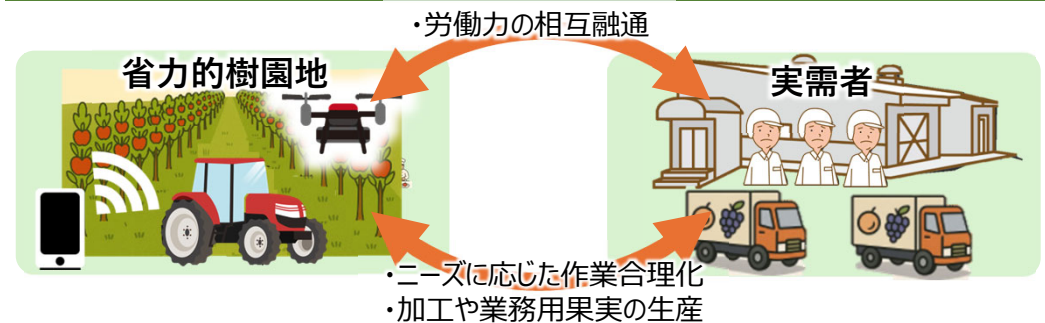 ・労働力の相互融通
省力的樹園地
実需者
・ニーズに応じた作業合理化
・加工や業務用果実の生産